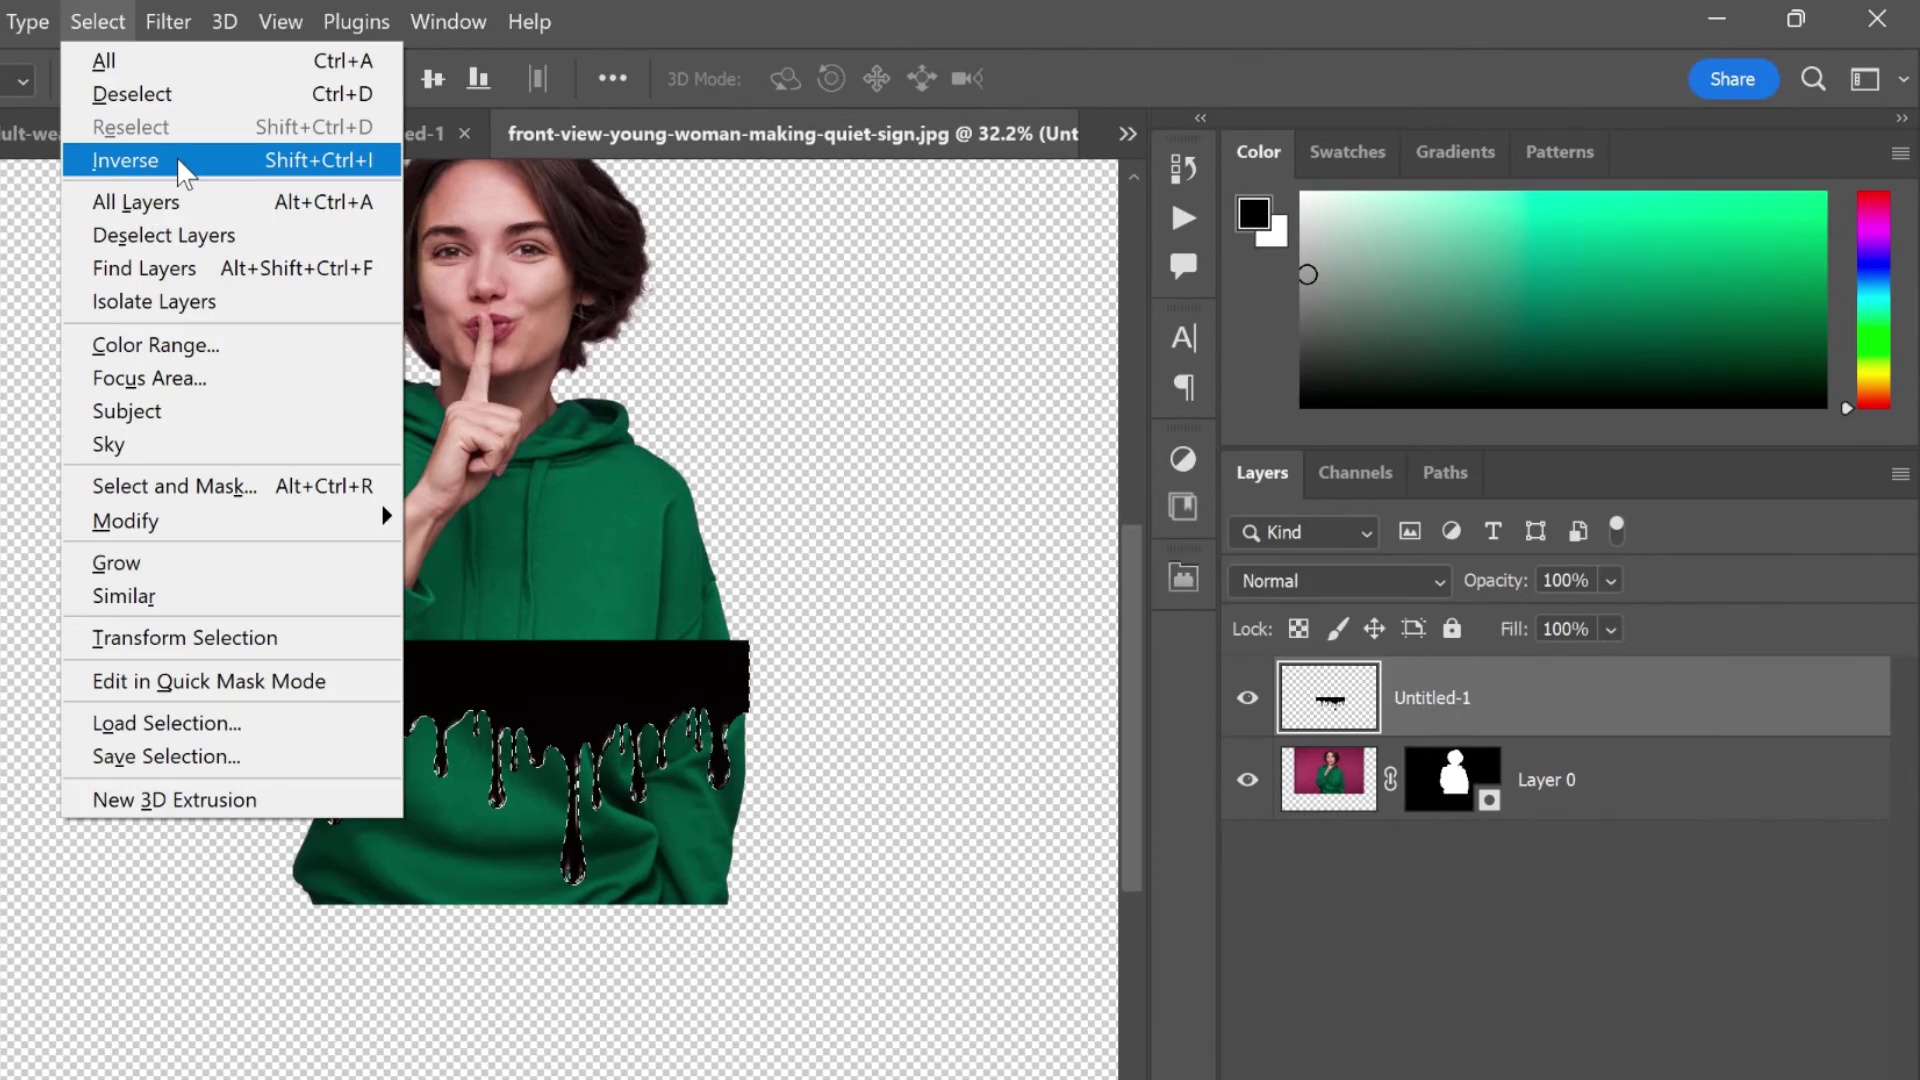 Type Select Filter 3D View Plugins Window Help
All Ctrl+A
Deselect Ctrl+D
Reselect Shift+Ctrl+D
Inverse Shift+Ctrl+I
All Layers Alt+Ctrl+A
Deselect Layers
Find Layers Alt+Shift+Ctrl+F
Isolate Layers
Color Range...
Focus Area...
Subject
Sky
Select and Mask... Alt+Ctrl+R
Modify
Grow
Similar
Transform Selection
Edit in Quick Mask Mode
Load Selection...
Save Selection...
New 3D Extrusion
3D Mode:
Share
ult-wea
ed-1 ×
front-view-young-woman-making-quiet-sign.jpg @ 32.2% (Unt
Color Swatches Gradients Patterns
Layers Channels Paths
Kind
Normal Opacity: 100%
Lock: Fill: 100%
Untitled-1
Layer 0